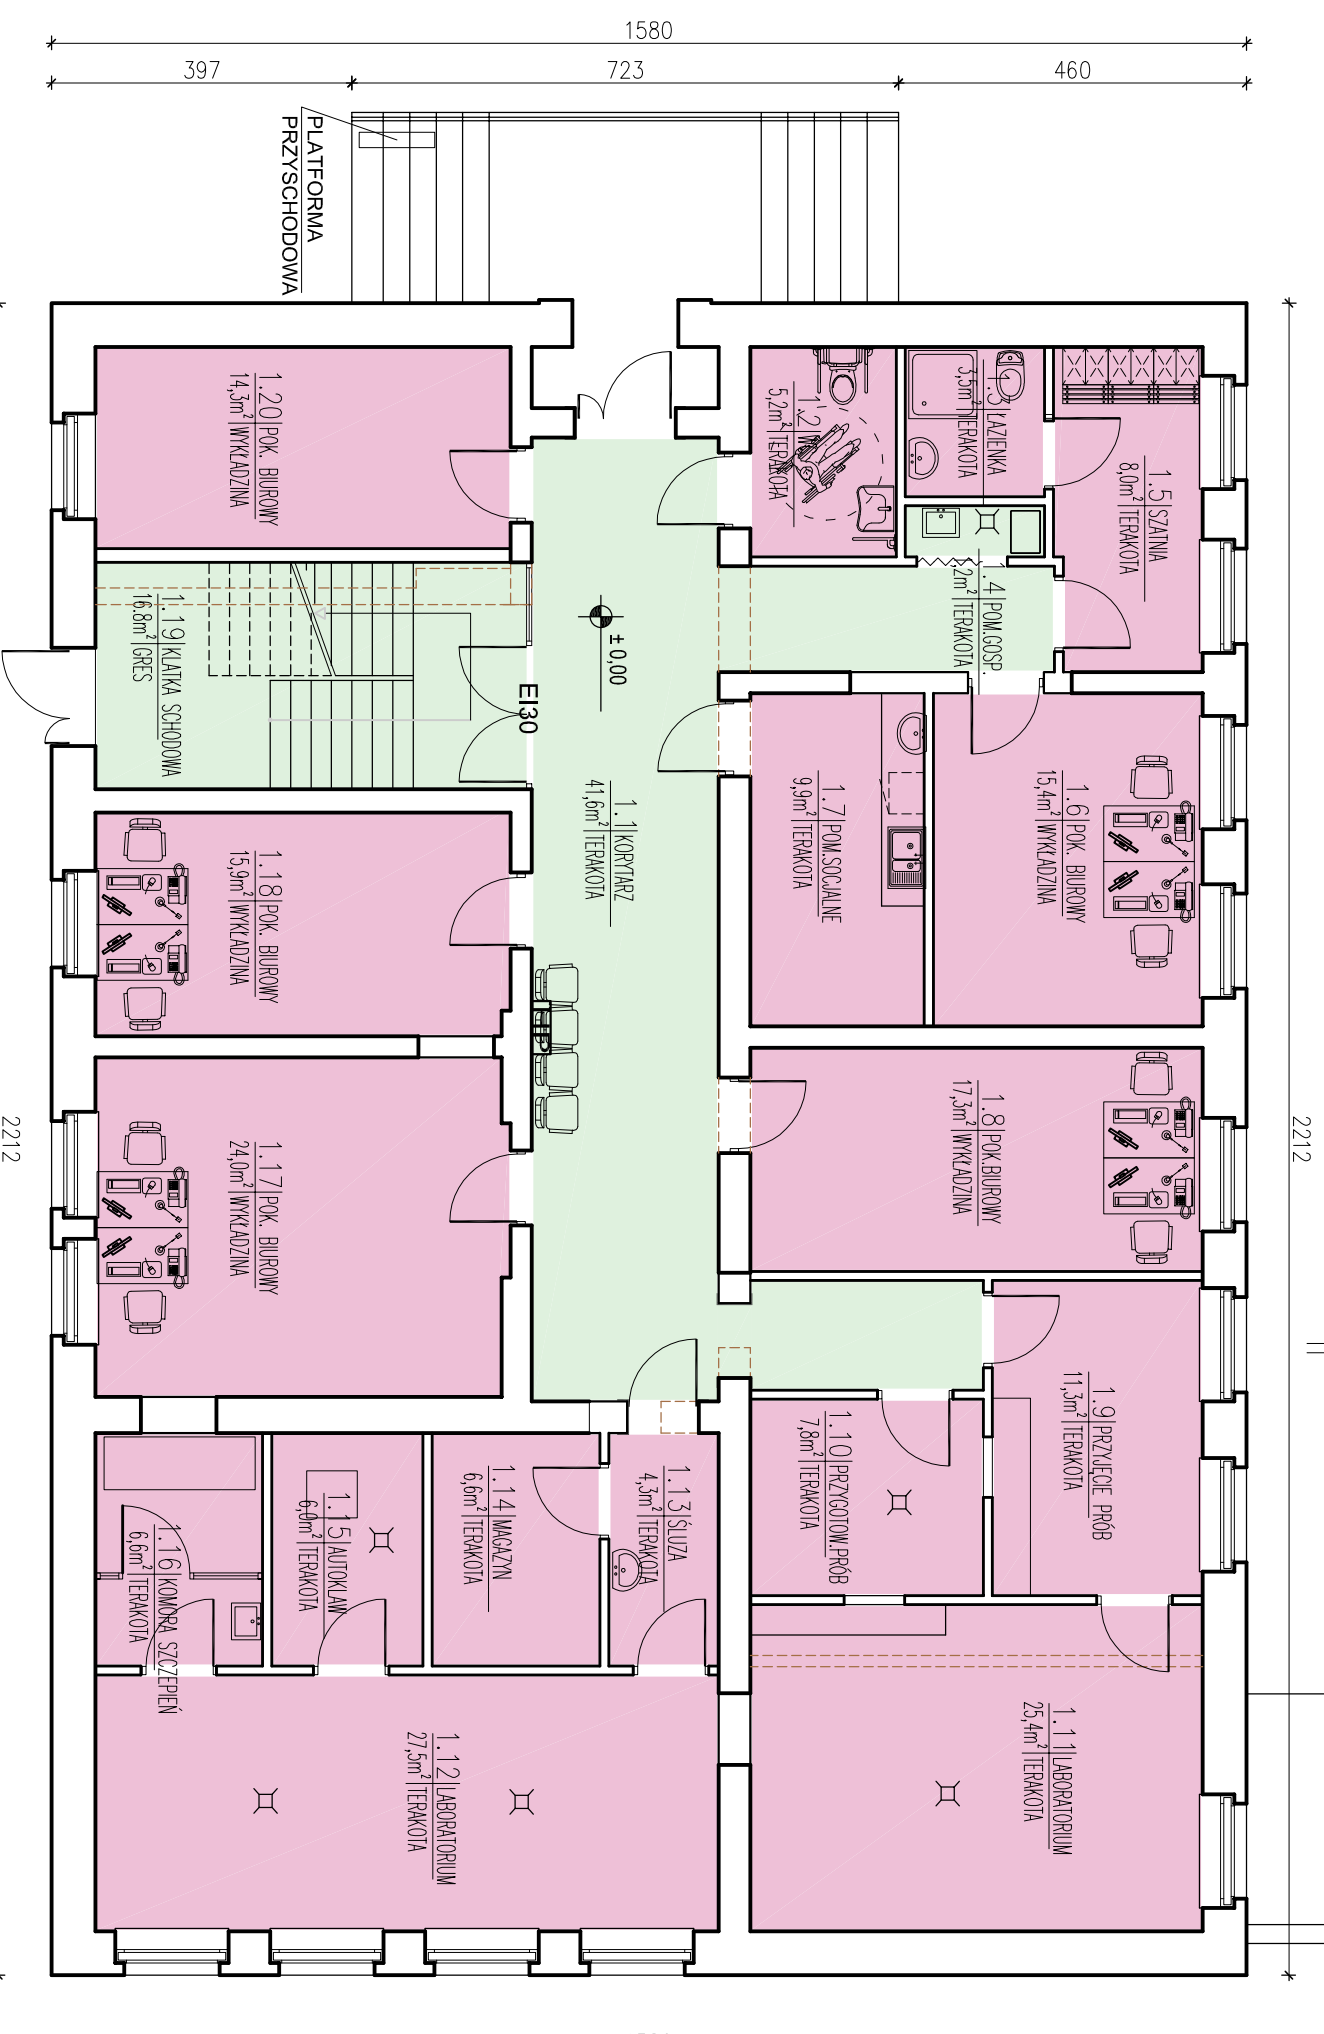 1580
397
723
460
PLATFORMA
PRZYSCHODOWA
1.20 POK. BIUROWY
14,3m² WYKŁADZINA
1.2
5,2m² TERAKOTA
1.3 ŁAZIENKA
3,5m² TERAKOTA
1.5 SZATNIA
8,0m² TERAKOTA
.4 POM.GOSP.
2m² TERAKOTA
1.19 KLATKA SCHODOWA
16.8m² GRES
± 0,00
EI30
1.1 KORYTARZ
41,6m² TERAKOTA
1.7 POM.SOCJALNE
9,9m² TERAKOTA
1.6 POK. BIUROWY
15,4m² WYKŁADZINA
1.18 POK. BIUROWY
15,9m² WYKŁADZINA
1.8 POK.BIUROWY
17,3m² WYKŁADZINA
2212
2212
1.17 POK. BIUROWY
24,0m² WYKŁADZINA
1.9 PRZYJĘCIE PRÓB
11,3m² TERAKOTA
1.10 PRZYGOTOW.PRÓB
7,8m² TERAKOTA
1.13 ŚLUZA
4,3m² TERAKOTA
1.14 MAGAZYN
6,6m² TERAKOTA
1.15 AUTOKLAW
TERAKOTA
1.16 KOMORA SZCZEPIEŃ
6,6m² TERAKOTA
1.11 LABORATORIUM
25,4m² TERAKOTA
1.12 LABORATORIUM
27,5m² TERAKOTA